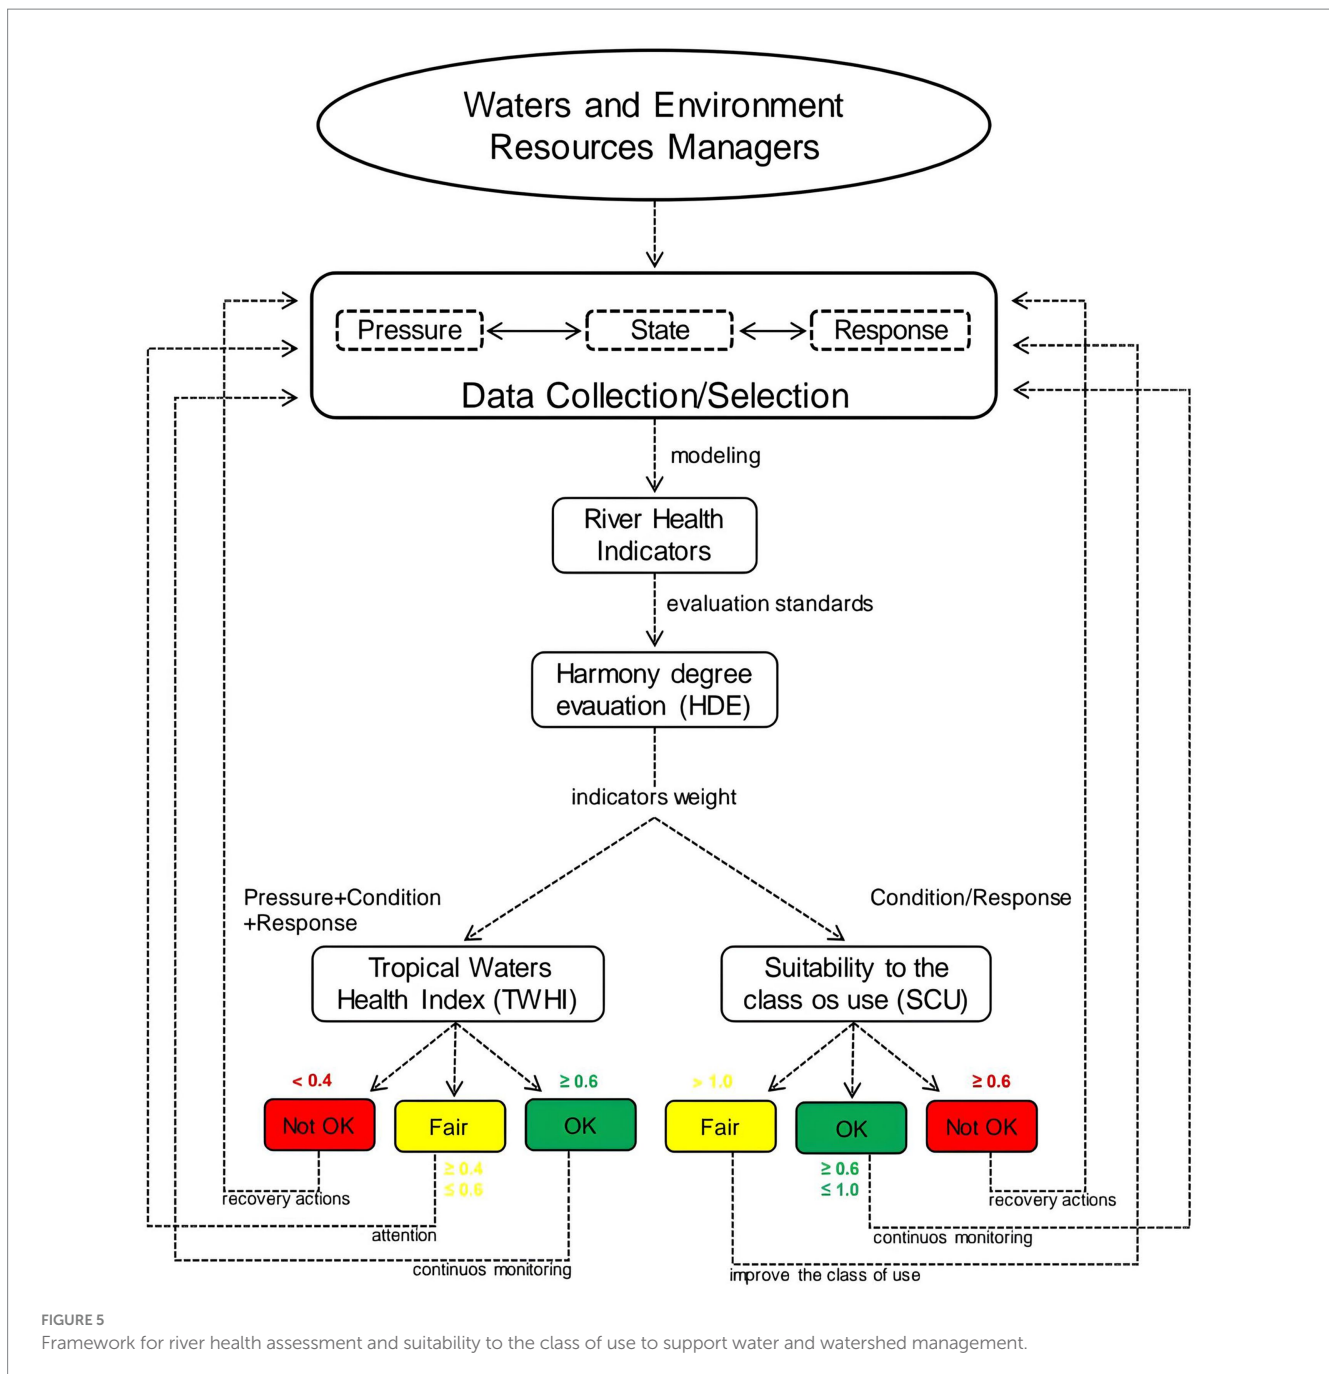 Waters and Environment
Resources Managers
Pressure
State
Response
Data Collection/Selection
modeling
River Health
Indicators
evaluation standards
Harmony degree
evauation (HDE)
indicators weight
Pressure+Condition
+Response
Condition/Response
Tropical Waters
Health Index (TWHI)
Suitability to the
class os use (SCU)
< 0.4
≥ 0.6
> 1.0
≥ 0.6
Not OK
Fair
OK
Fair
OK
Not OK
≥ 0.4
≤ 0.6
≥ 0.6
≤ 1.0
recovery actions
attention
continuos monitoring
recovery actions
continuos monitoring
improve the class of use
FIGURE 5
Framework for river health assessment and suitability to the class of use to support water and watershed management.